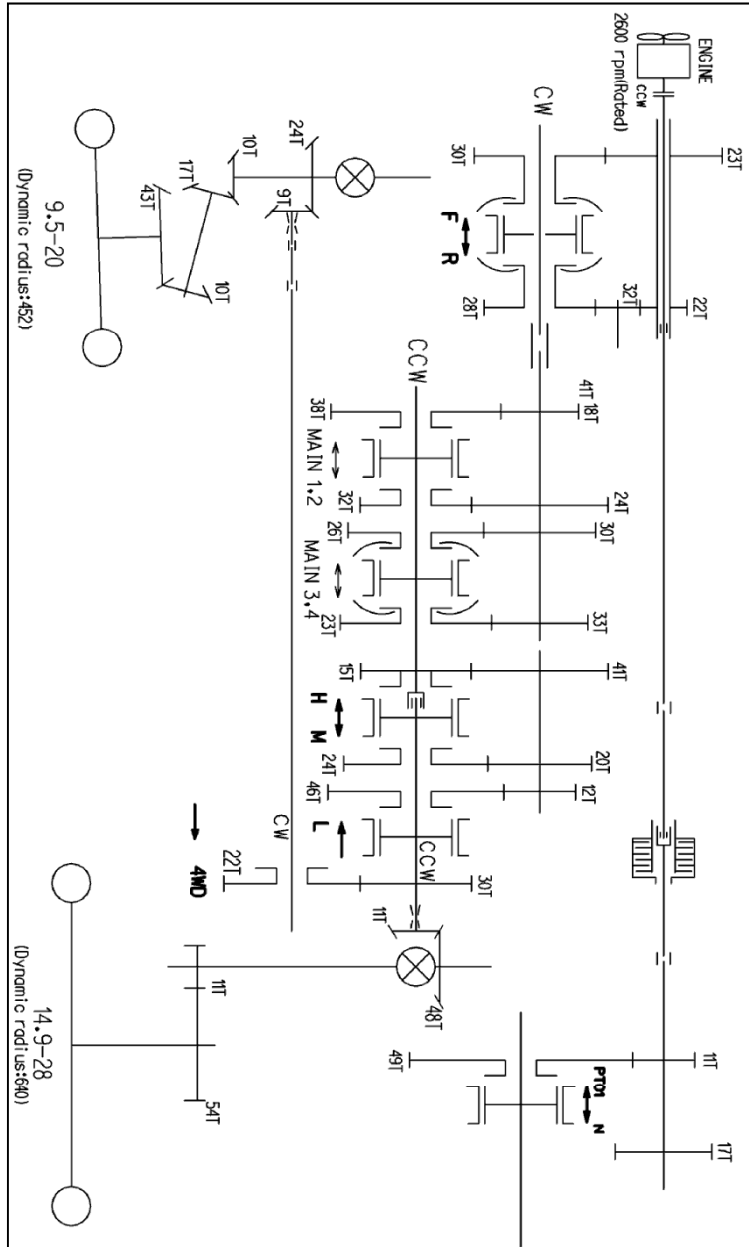 ENGINE
2600 rpm(Rated)
CCW
23T
CW
30T
F
R
28T
32T
22T
24T
10T
17T
9T
43T
10T
9.5-20
(Dynamic radius:452)
CCW
38T
41T
18T
MAIN 1.2
32T
24T
26T
30T
MAIN 3.4
23T
33T
15T
41T
H
M
24T
20T
46T
12T
L
CW
CCW
4WD
22T
30T
11T
48T
11T
54T
14.9-28
(Dynamic radius:640)
49T
PTO1
N
11T
17T